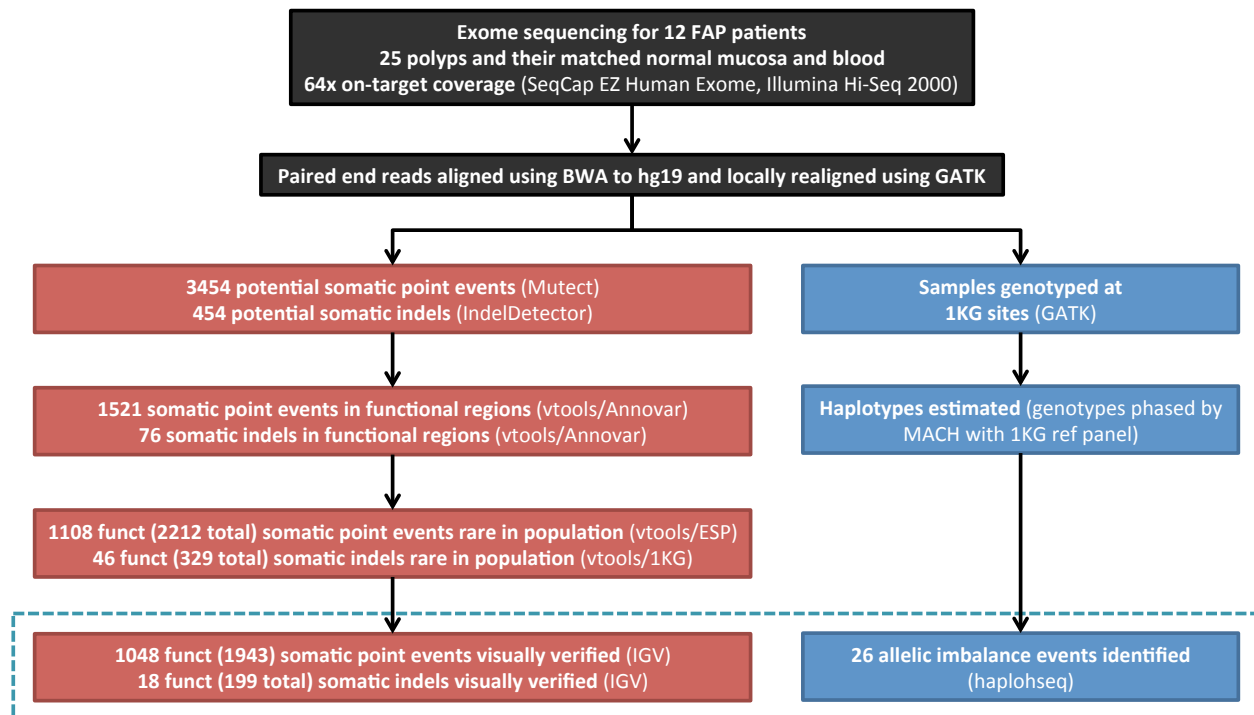 Exome sequencing for 12 FAP patients
25 polyps and their matched normal mucosa and blood
64x on-target coverage (SeqCap EZ Human Exome, Illumina Hi-Seq 2000)
Paired end reads aligned using BWA to hg19 and locally realigned using GATK
3454 potential somatic point events (Mutect)
454 potential somatic indels (IndelDetector)
Samples genotyped at
1KG sites (GATK)
1521 somatic point events in functional regions (vtools/Annovar)
76 somatic indels in functional regions (vtools/Annovar)
Haplotypes estimated (genotypes phased by
MACH with 1KG ref panel)
1108 funct (2212 total) somatic point events rare in population (vtools/ESP)
46 funct (329 total) somatic indels rare in population (vtools/1KG)
1048 funct (1943) somatic point events visually verified (IGV)
18 funct (199 total) somatic indels visually verified (IGV)
26 allelic imbalance events identified
(haplohseq)